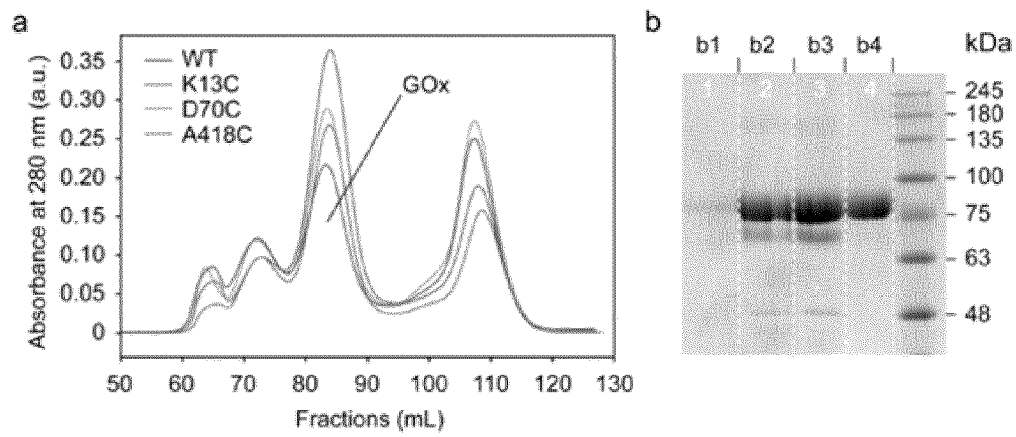 a
Absorbance at 280 nm (a.u.)
0.35
0.30
0.25
0.20
0.15
0.10
0.05
0
WT
K13C
D70C
A418C
GOx
50 60 70 80 90 100 110 120 130
Fractions (mL)
b
b1 b2 b3 b4 kDa
1 2 3 4
245
180
135
100
75
63
48